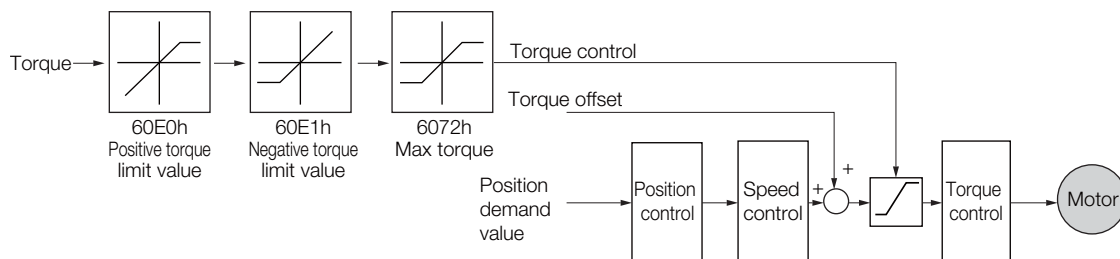 Torque
60E0h
Positive torque
limit value
60E1h
Negative torque
limit value
6072h
Max torque
Torque control
Torque offset
Position
demand
value
Position
control
Speed
control
+
+
Torque
control
Motor